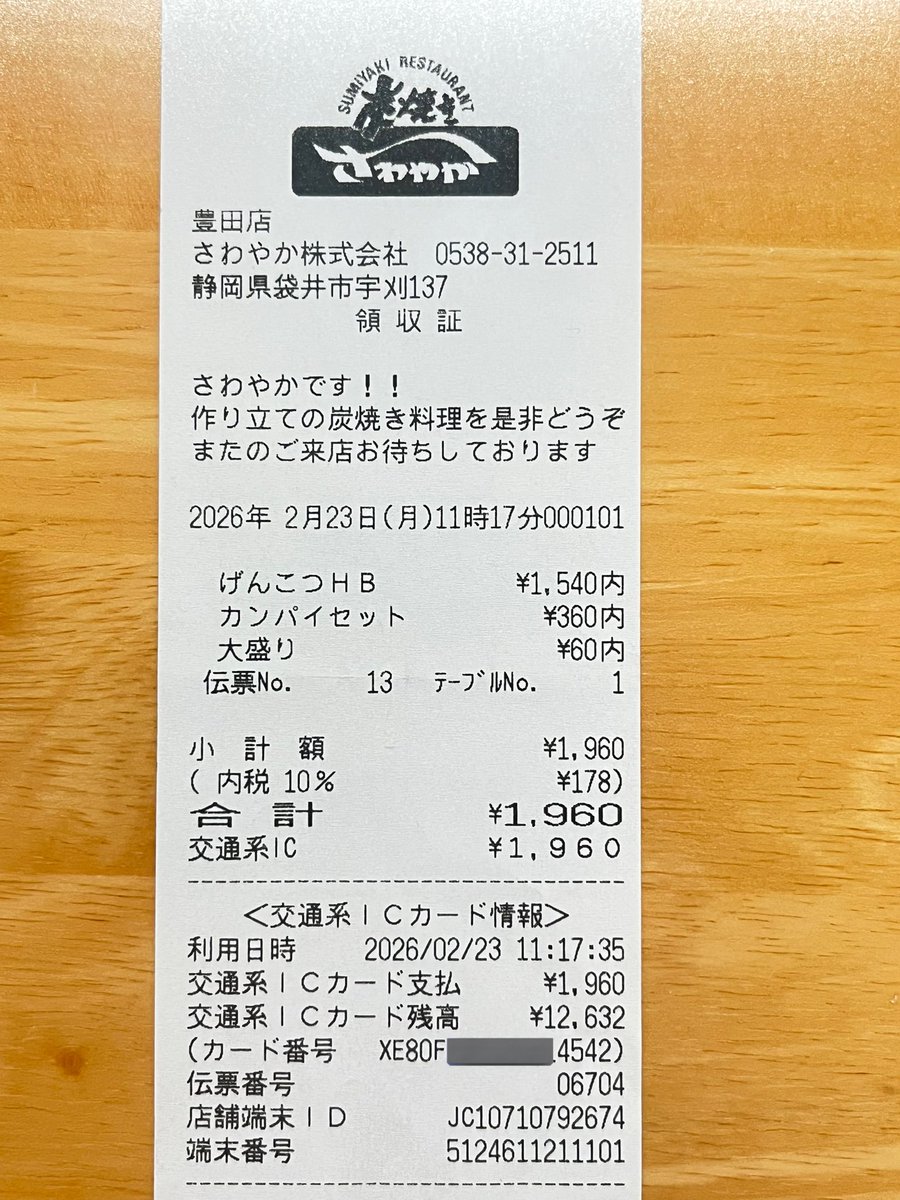 SUMIYAKI RESTAURANT
炭焼き
さわやか
豊田店
さわやか株式会社　0538-31-2511
静岡県袋井市宇刈137
領 収 証
さわやかです！！
作り立ての炭焼き料理を是非どうぞ
またのご来店お待ちしております
2026年 2月23日(月)11時17分000101
げんこつＨＢ ¥1,540内
カンパイセット ¥360内
大盛り ¥60内
伝票No. 13 ﾃｰﾌﾞﾙNo. 1
小　計　額 ¥1,960
( 内税 10% ¥178)
合　計 ¥1,960
交通系IC ¥１,９６０
--------------------------------
＜交通系ＩＣカード情報＞
利用日時 2026/02/23 11:17:35
交通系ＩＣカード支払 ¥1,960
交通系ＩＣカード残高 ¥12,632
(カード番号 XE80F 4542)
伝票番号 06704
店舗端末ＩＤ JC10710792674
端末番号 5124611211101
--------------------------------